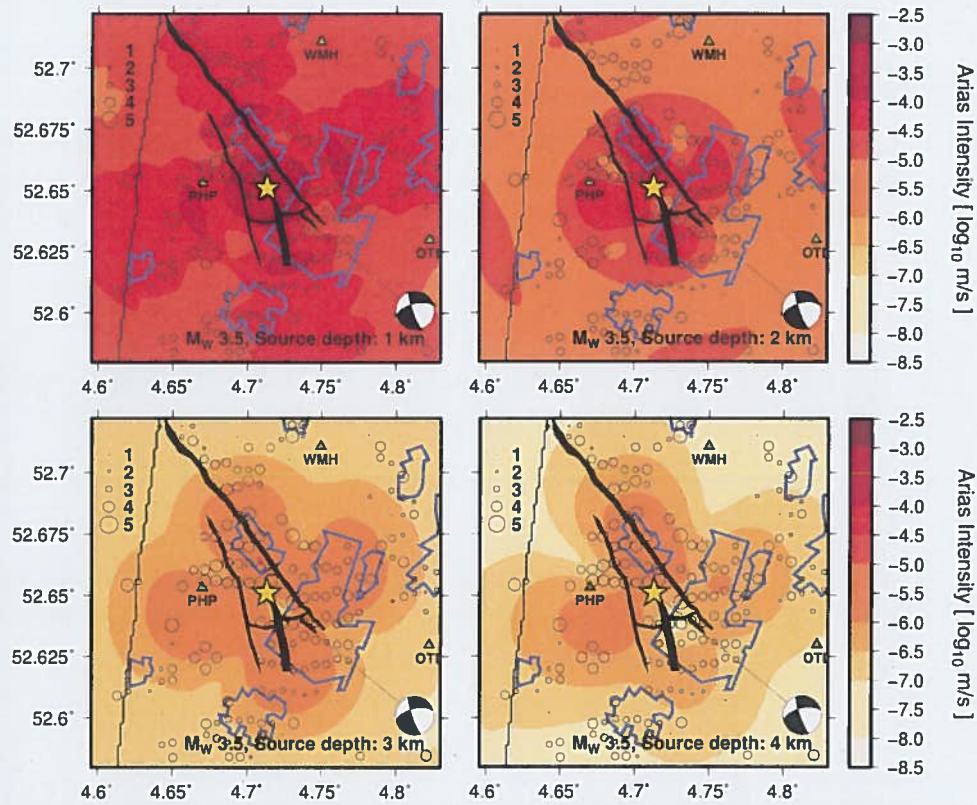 52.7˚
52.675˚
52.65˚
52.625˚
52.6˚
1
2
3
4
5
WMH
PHP
OTL
M_W 3.5, Source depth: 1 km
4.6˚ 4.65˚ 4.7˚ 4.75˚ 4.8˚
1
2
3
4
5
WMH
PHP
OTL
M_W 3.5, Source depth: 2 km
4.6˚ 4.65˚ 4.7˚ 4.75˚ 4.8˚
−2.5
−3.0
−3.5
−4.0
−4.5
−5.0
−5.5
−6.0
−6.5
−7.0
−7.5
−8.0
−8.5
Arias Intensity [ log₁₀ m/s ]
52.7˚
52.675˚
52.65˚
52.625˚
52.6˚
1
2
3
4
5
WMH
PHP
OTL
M_W 3.5, Source depth: 3 km
4.6˚ 4.65˚ 4.7˚ 4.75˚ 4.8˚
1
2
3
4
5
WMH
PHP
OTL
M_W 3.5, Source depth: 4 km
4.6˚ 4.65˚ 4.7˚ 4.75˚ 4.8˚
−2.5
−3.0
−3.5
−4.0
−4.5
−5.0
−5.5
−6.0
−6.5
−7.0
−7.5
−8.0
−8.5
Arias Intensity [ log₁₀ m/s ]